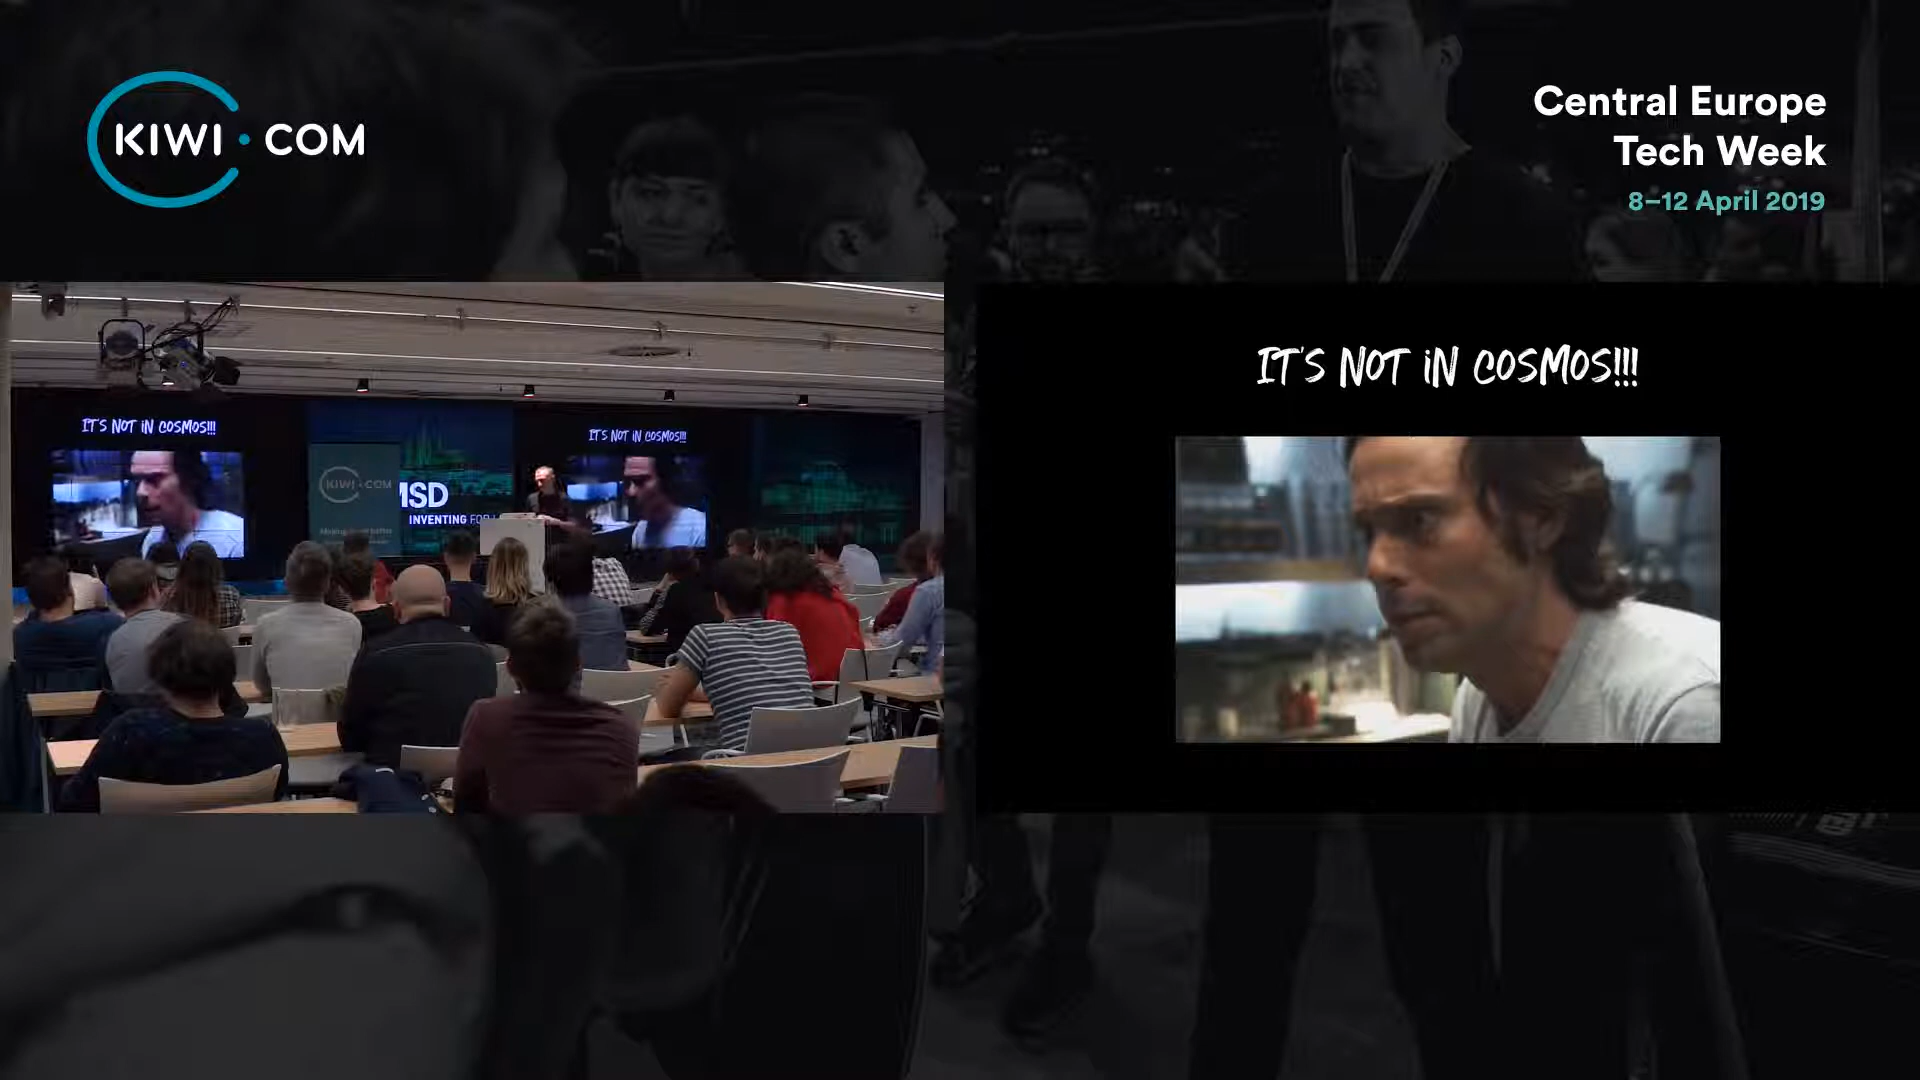 KIWI.COM
Central Europe
Tech Week
8–12 April 2019
IT'S NOT iN COSMOS!!!
IT'S NOT iN COSMOS!!!
IT'S NOT iN COSMOS!!!
KIWI.COM
MSD
INVENTING FOR